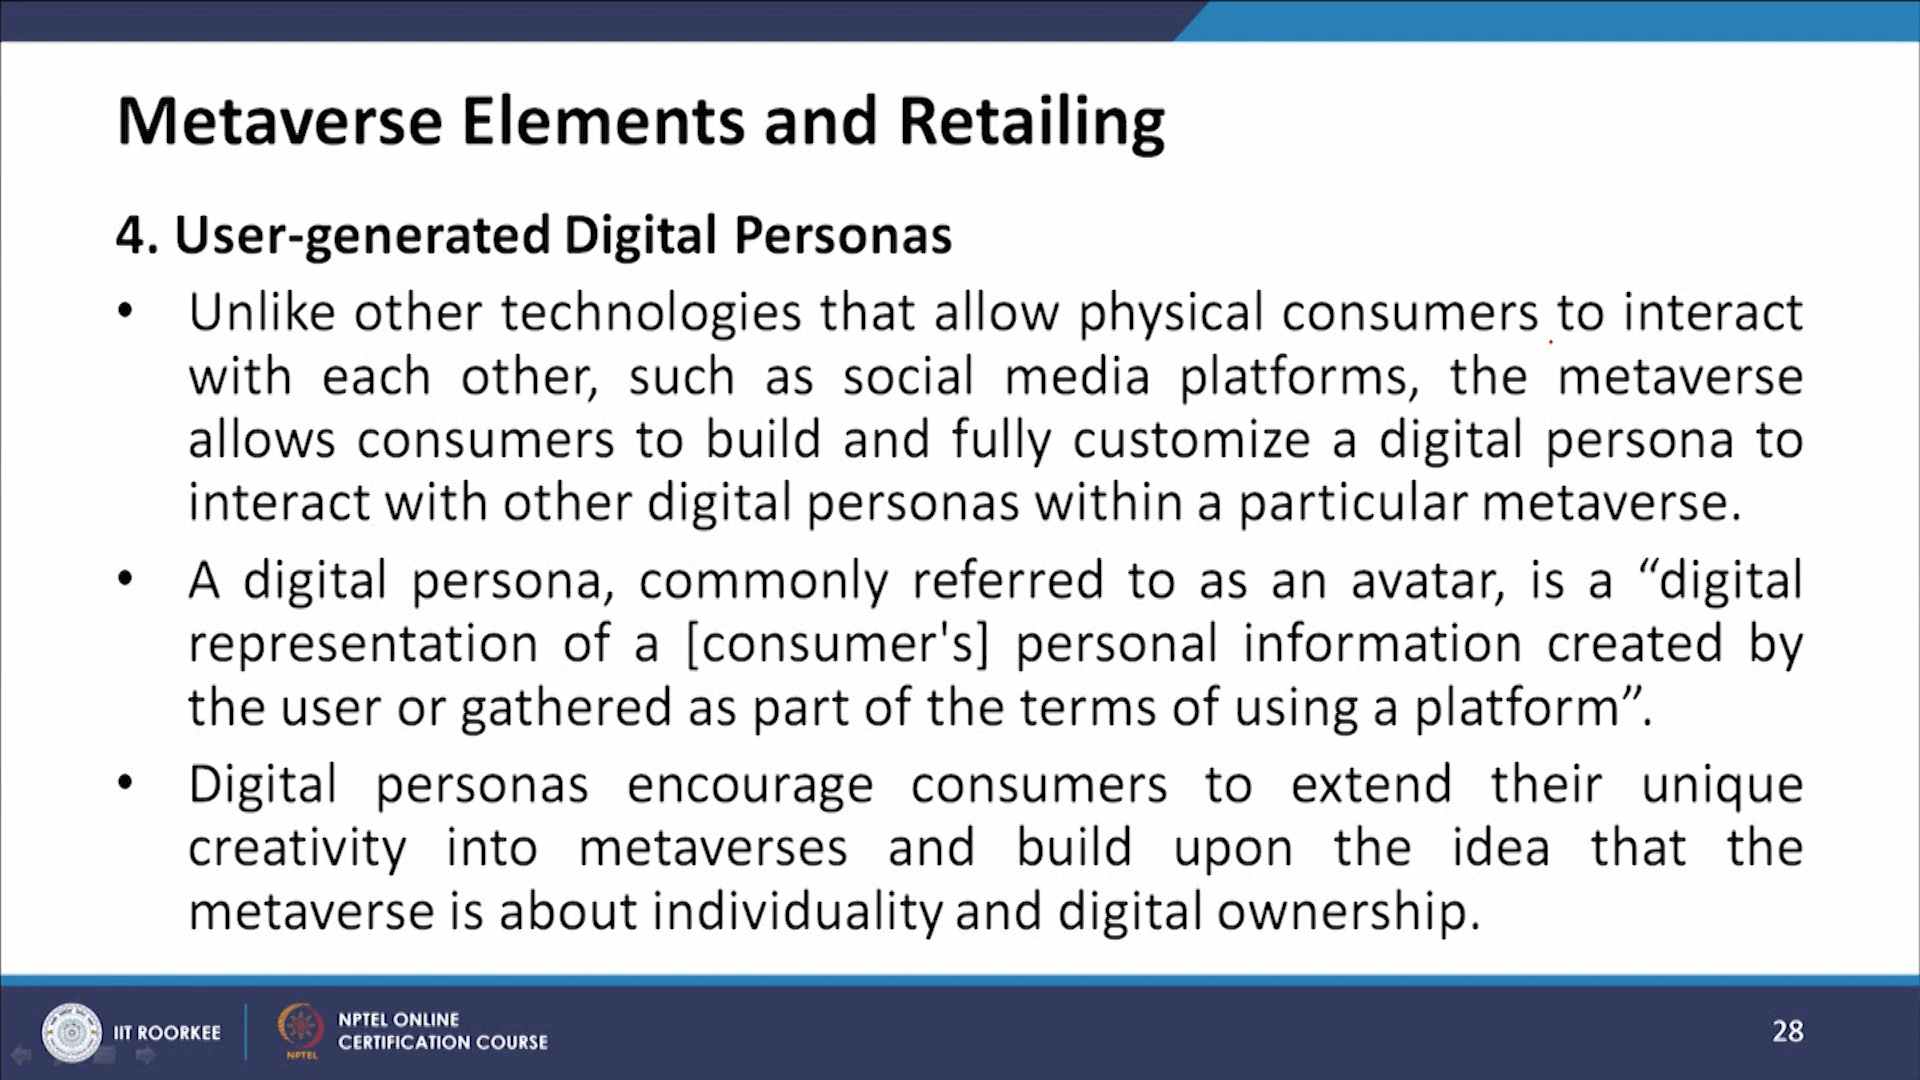 Metaverse Elements and Retailing
4. User-generated Digital Personas
• Unlike other technologies that allow physical consumers to interact
with each other, such as social media platforms, the metaverse
allows consumers to build and fully customize a digital persona to
interact with other digital personas within a particular metaverse.
• A digital persona, commonly referred to as an avatar, is a “digital
representation of a [consumer's] personal information created by
the user or gathered as part of the terms of using a platform”.
• Digital personas encourage consumers to extend their unique
creativity into metaverses and build upon the idea that the
metaverse is about individuality and digital ownership.
IIT ROORKEE
NPTEL
NPTEL ONLINE
CERTIFICATION COURSE
28